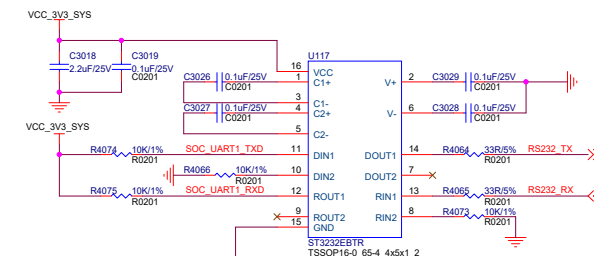 VCC_3V3_SYS
C3018
2.2uF/25V
C3019
0.1uF/25V
C0201
C3026
0.1uF/25V
C0201
C3027
0.1uF/25V
C0201
VCC_3V3_SYS
R4074
10K/1%
R0201
SOC_UART1_TXD
R4066
10K/1%
R0201
R4075
10K/1%
R0201
SOC_UART1_RXD
U117
16 VCC
1 C1+
3 C1-
4 C2+
5 C2-
11 DIN1
10 DIN2
12 ROUT1
9 ROUT2
15 GND
V+ 2
V- 6
DOUT1 14
DOUT2 7
RIN1 13
RIN2 8
ST3232EBTR
TSSOP16-0_65-4_4x5x1_2
C3029
0.1uF/25V
C0201
C3028
0.1uF/25V
C0201
R4064
33R/5%
R0201
RS232_TX
R4065
33R/5%
R0201
RS232_RX
R4073
10K/1%
R0201